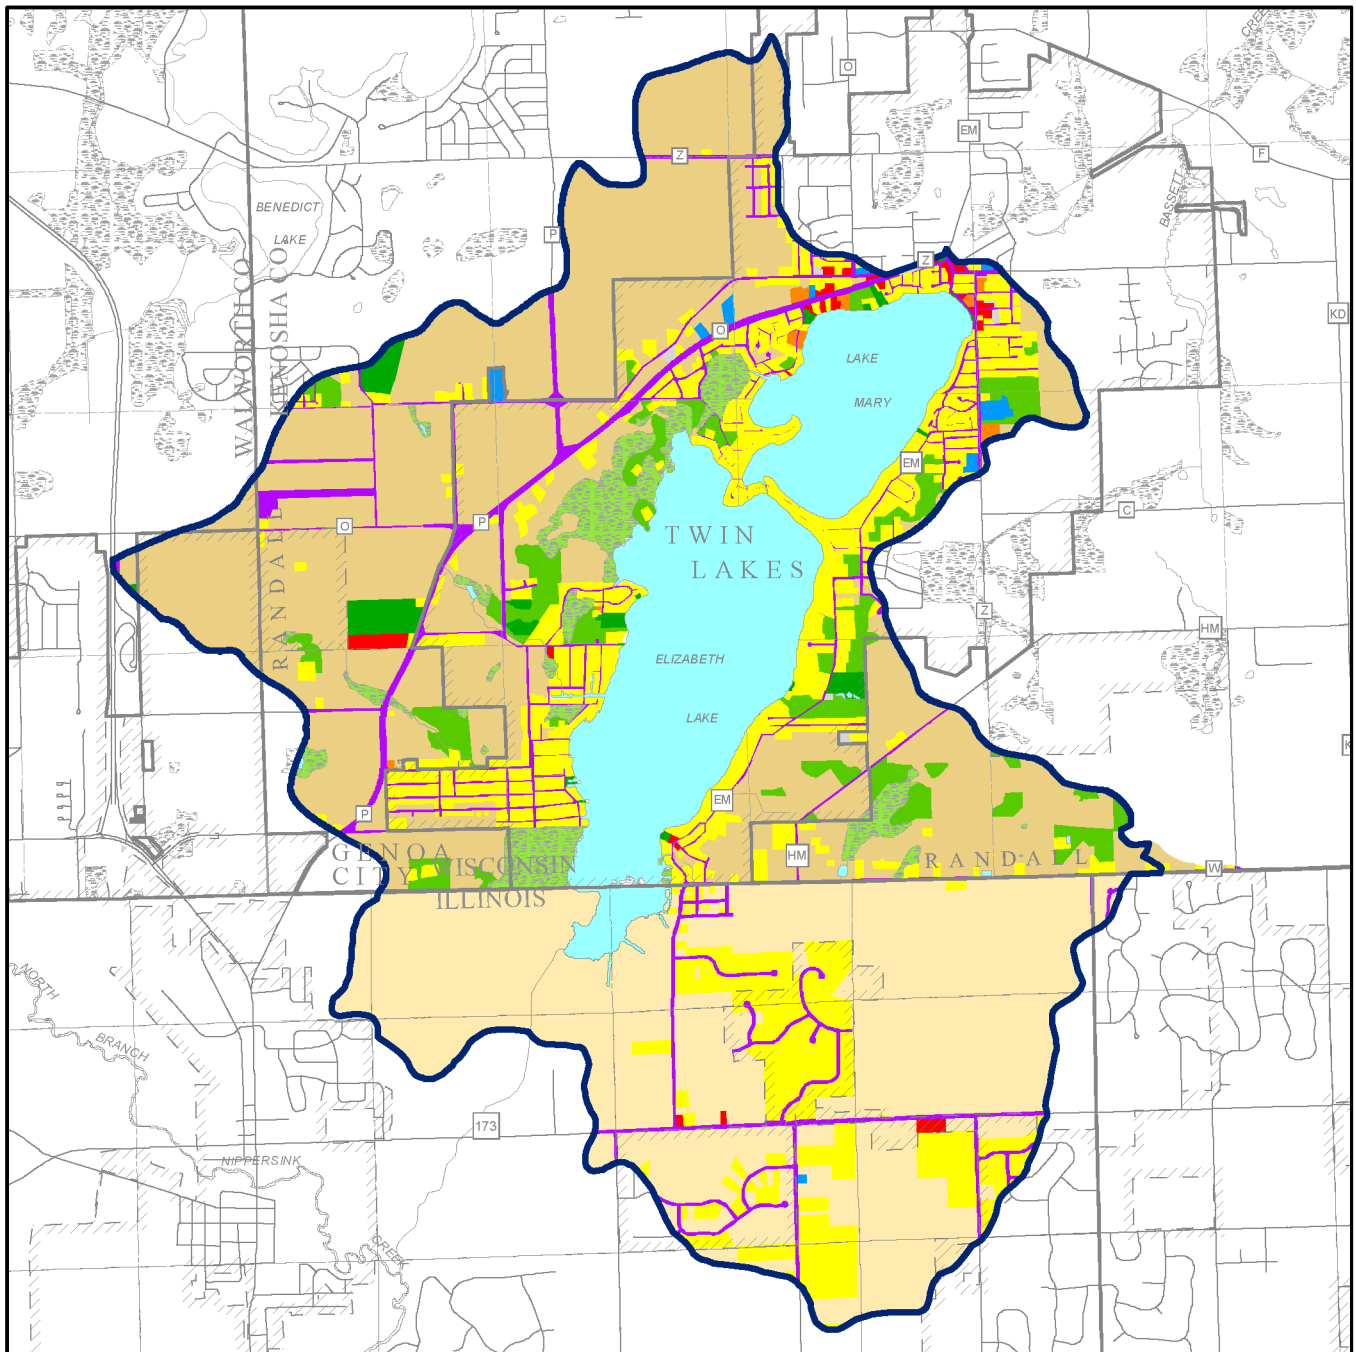 CREEK
O
EM
F
Z
BASSETT
BENEDICT
LAKE
P
Z
WALWORTH CO
KENOSHA CO
KD
O
LAKE
MARY
EM
C
P
O
TWIN
LAKES
RANDALL
Z
HM
ELIZABETH
LAKE
K
EM
P
GENOA
CITY
HM
RANDALL
W
WISCONSIN
ILLINOIS
NORTH
BRANCH
173
NIPPERSINK
CREEK